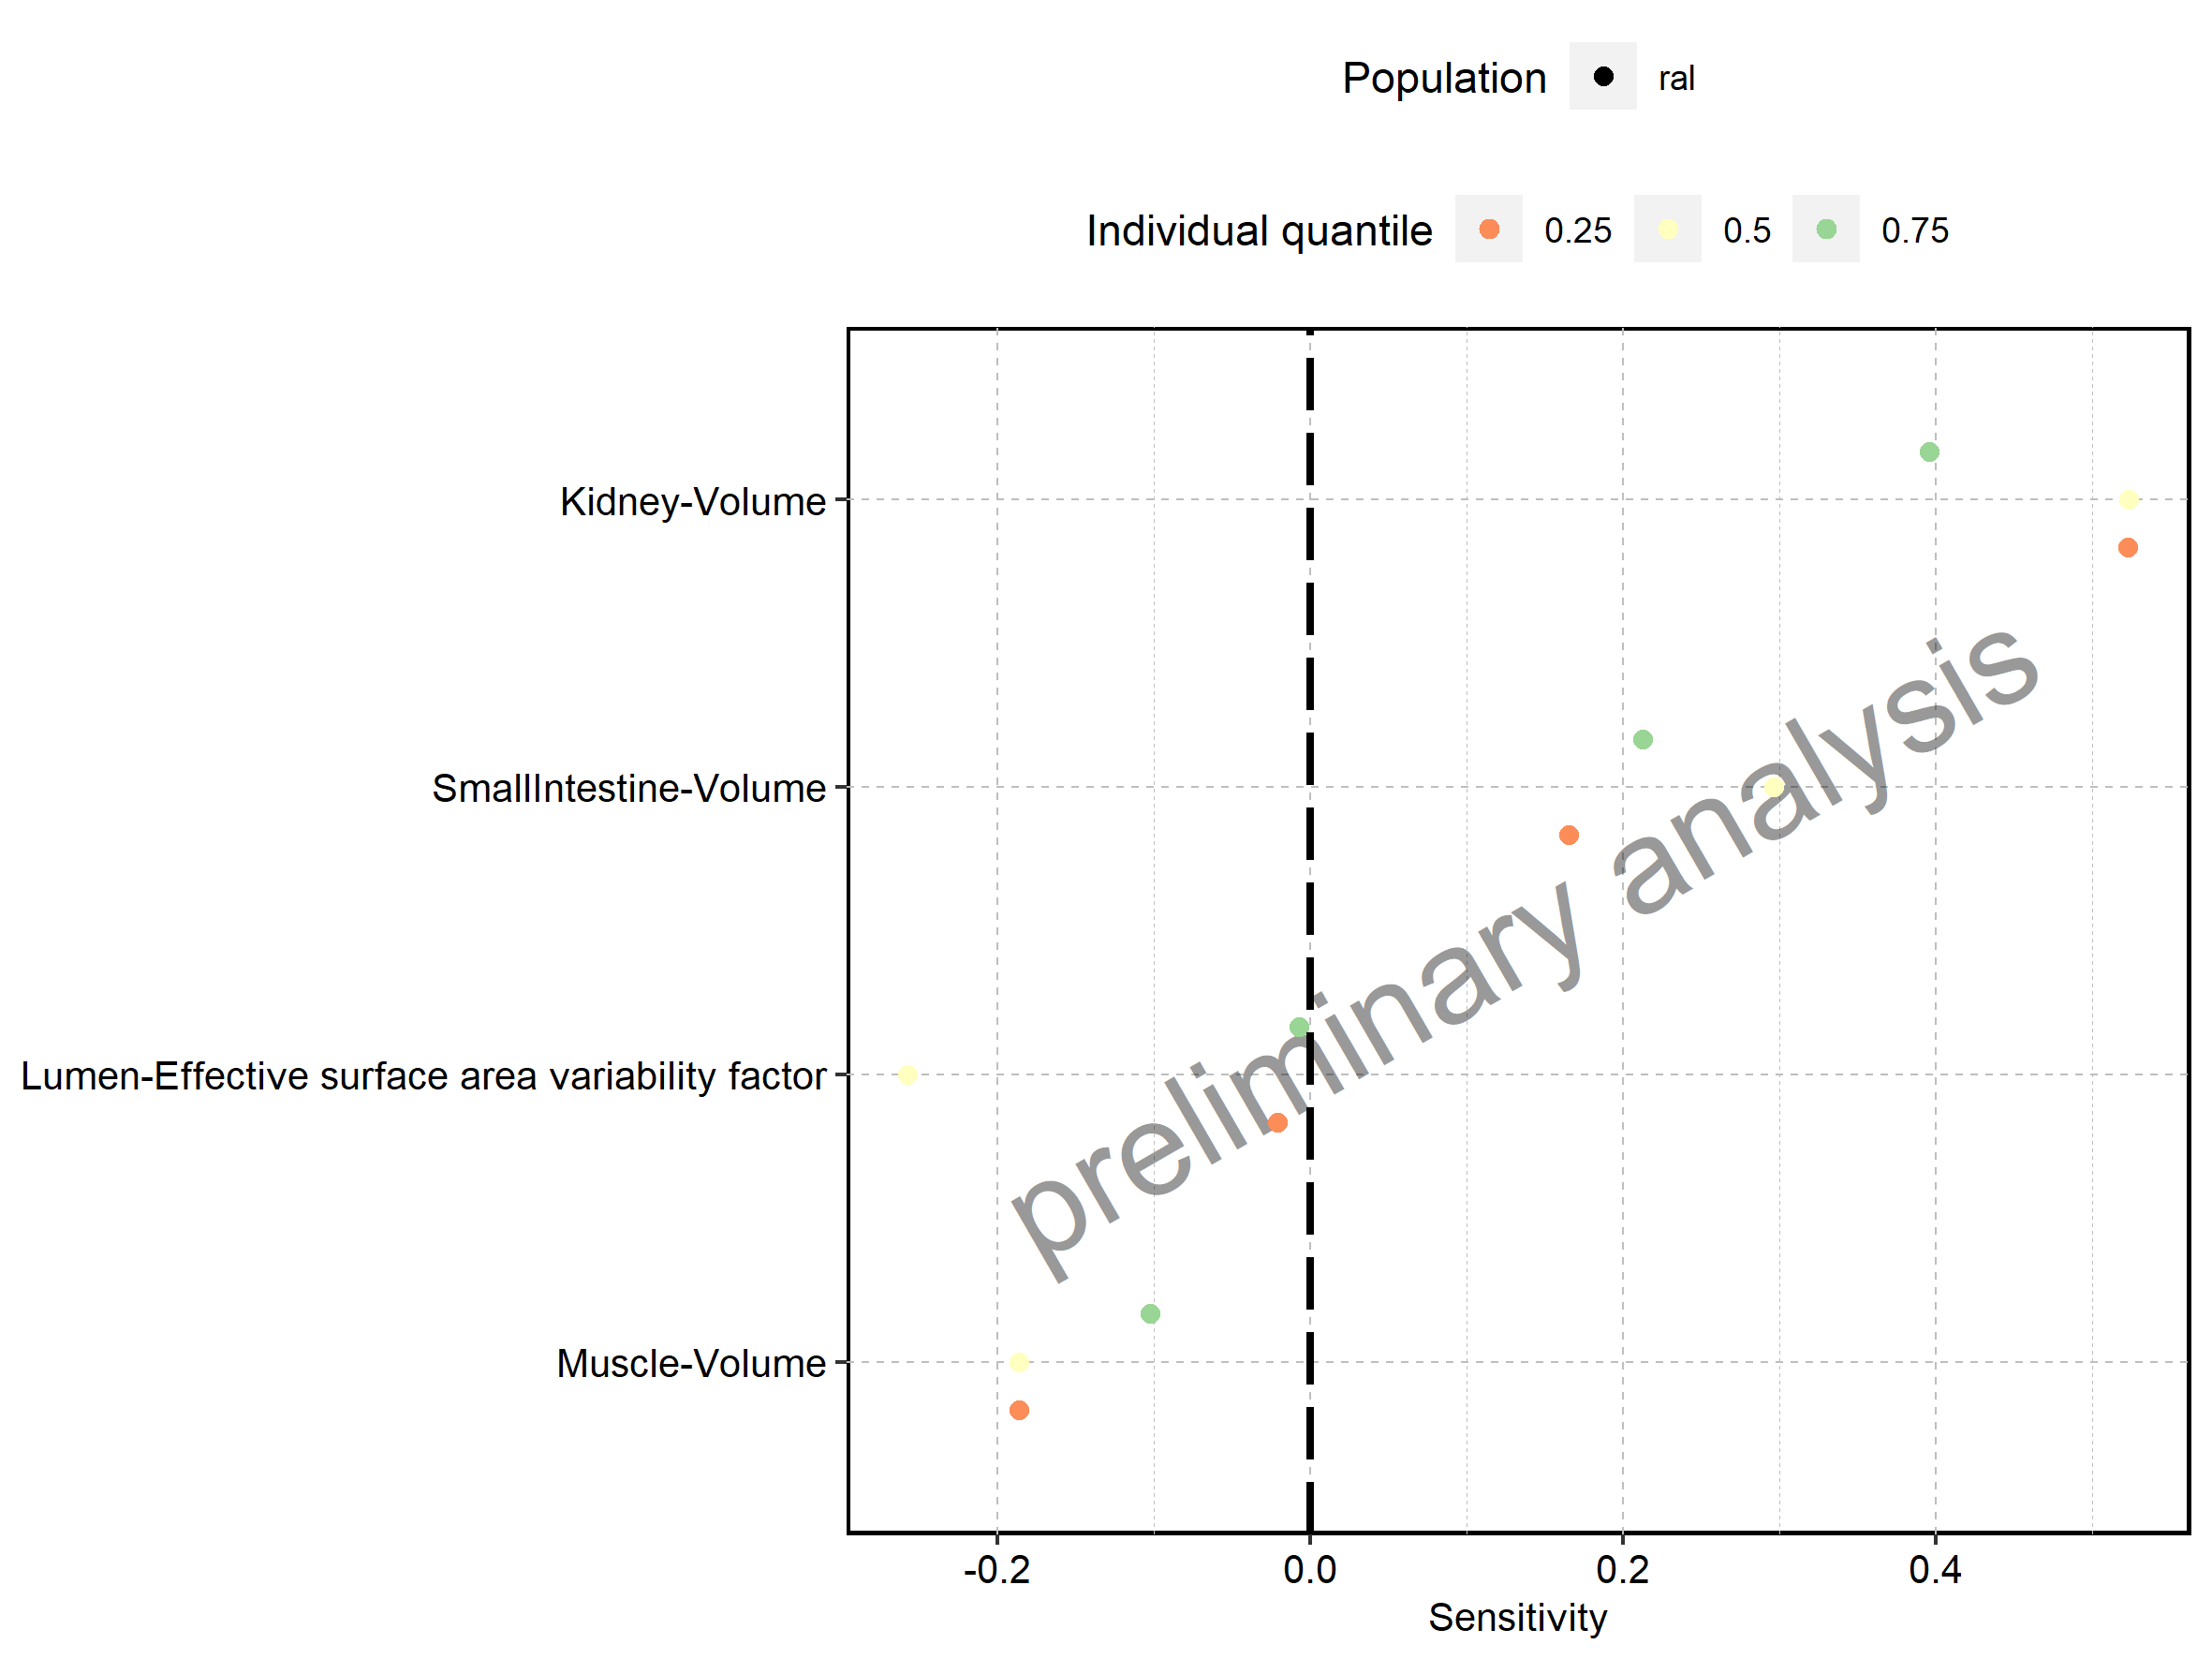 Population ral
Individual quantile 0.25 0.5 0.75
Kidney-Volume
SmallIntestine-Volume
Lumen-Effective surface area variability factor
Muscle-Volume
preliminary analysis
-0.2 0.0 0.2 0.4
Sensitivity